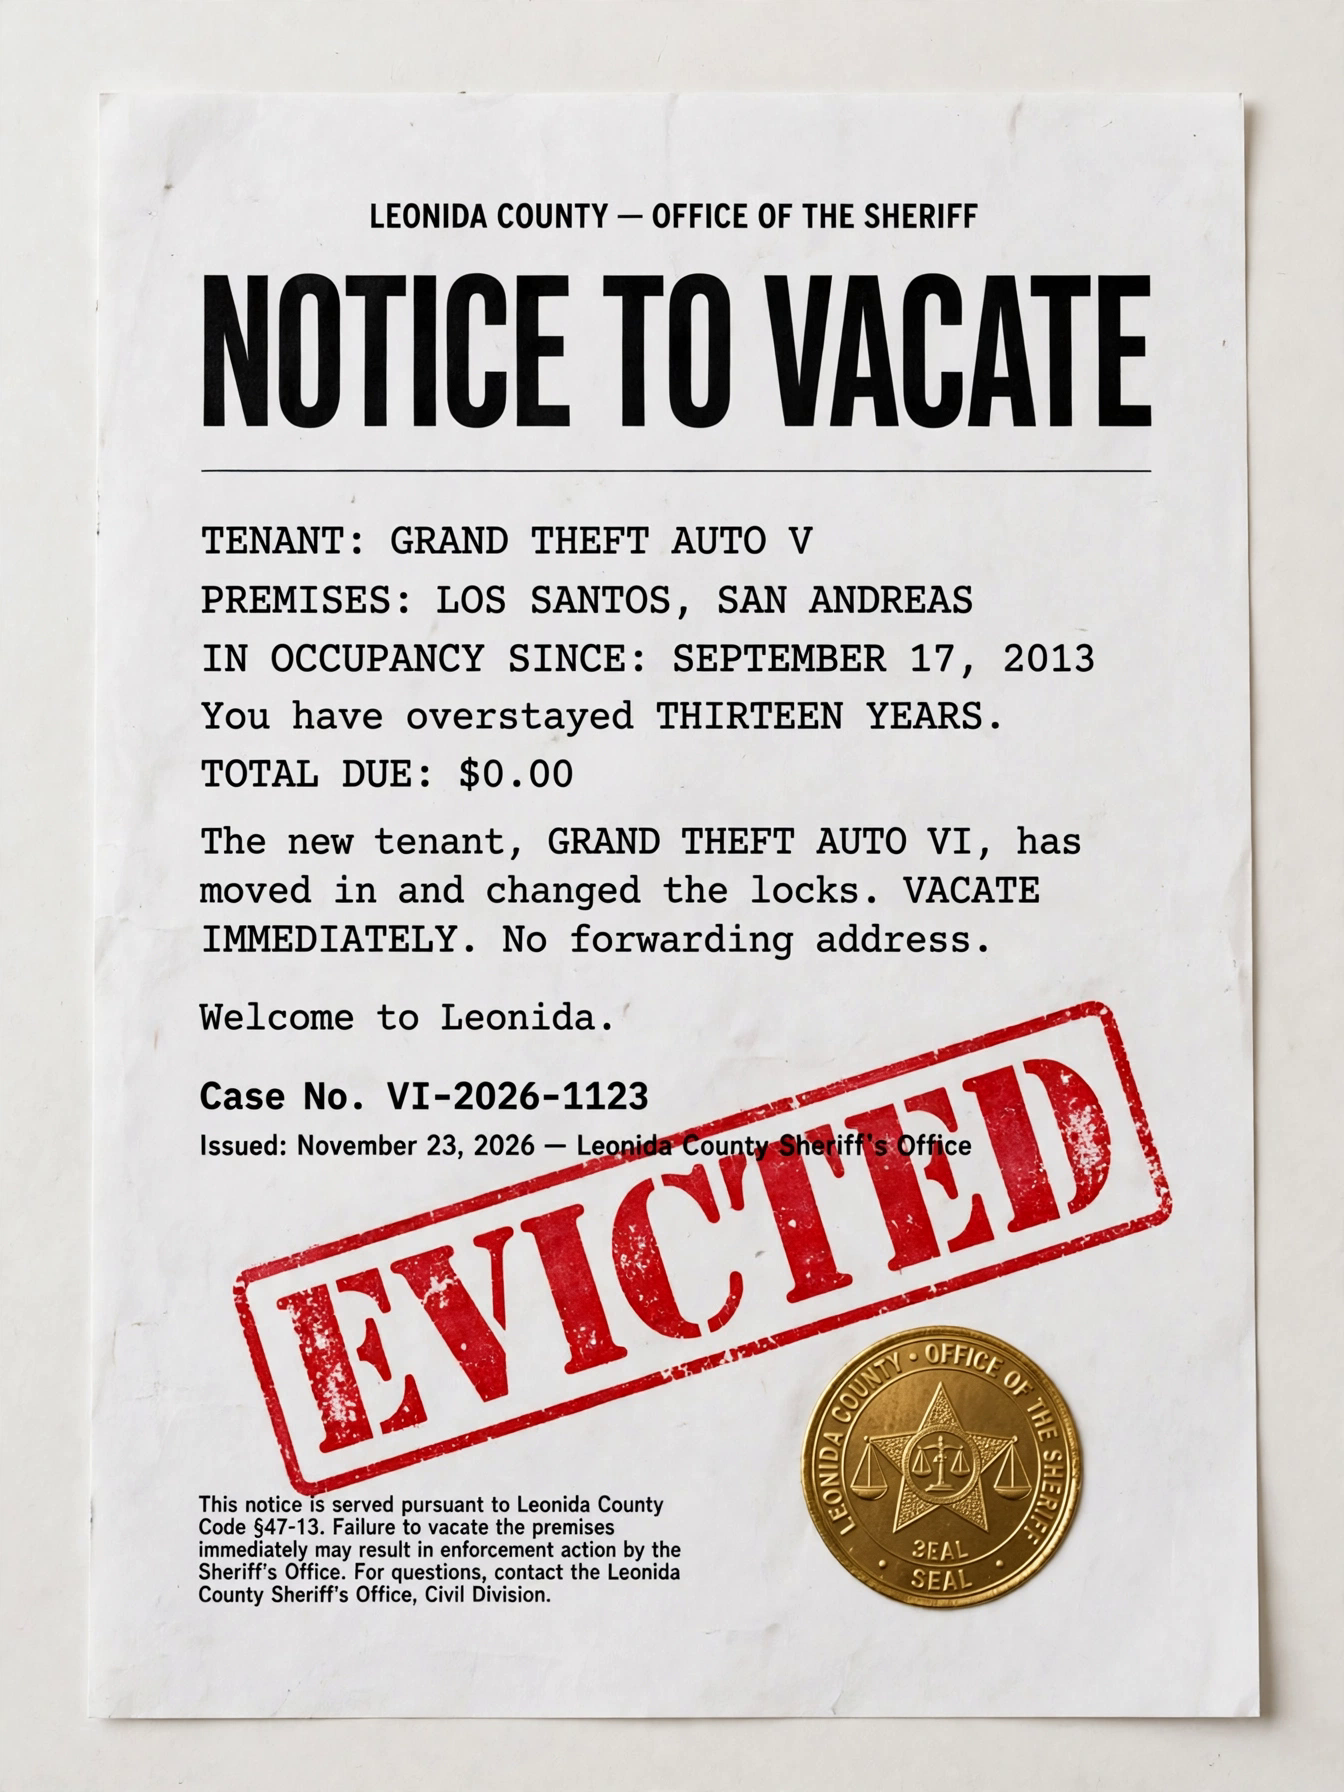 LEONIDA COUNTY — OFFICE OF THE SHERIFF
NOTICE TO VACATE
TENANT: GRAND THEFT AUTO V
PREMISES: LOS SANTOS, SAN ANDREAS
IN OCCUPANCY SINCE: SEPTEMBER 17, 2013
You have overstayed THIRTEEN YEARS.
TOTAL DUE: $0.00
The new tenant, GRAND THEFT AUTO VI, has
moved in and changed the locks. VACATE
IMMEDIATELY. No forwarding address.
Welcome to Leonida.
Case No. VI-2026-1123
Issued: November 23, 2026 — Leonida County Sheriff's Office
EVICTED
This notice is served pursuant to Leonida County
Code §47-13. Failure to vacate the premises
immediately may result in enforcement action by the
Sheriff's Office. For questions, contact the Leonida
County Sheriff's Office, Civil Division.
LEONIDA COUNTY • OFFICE OF THE SHERIFF
3EAL
• SEAL •